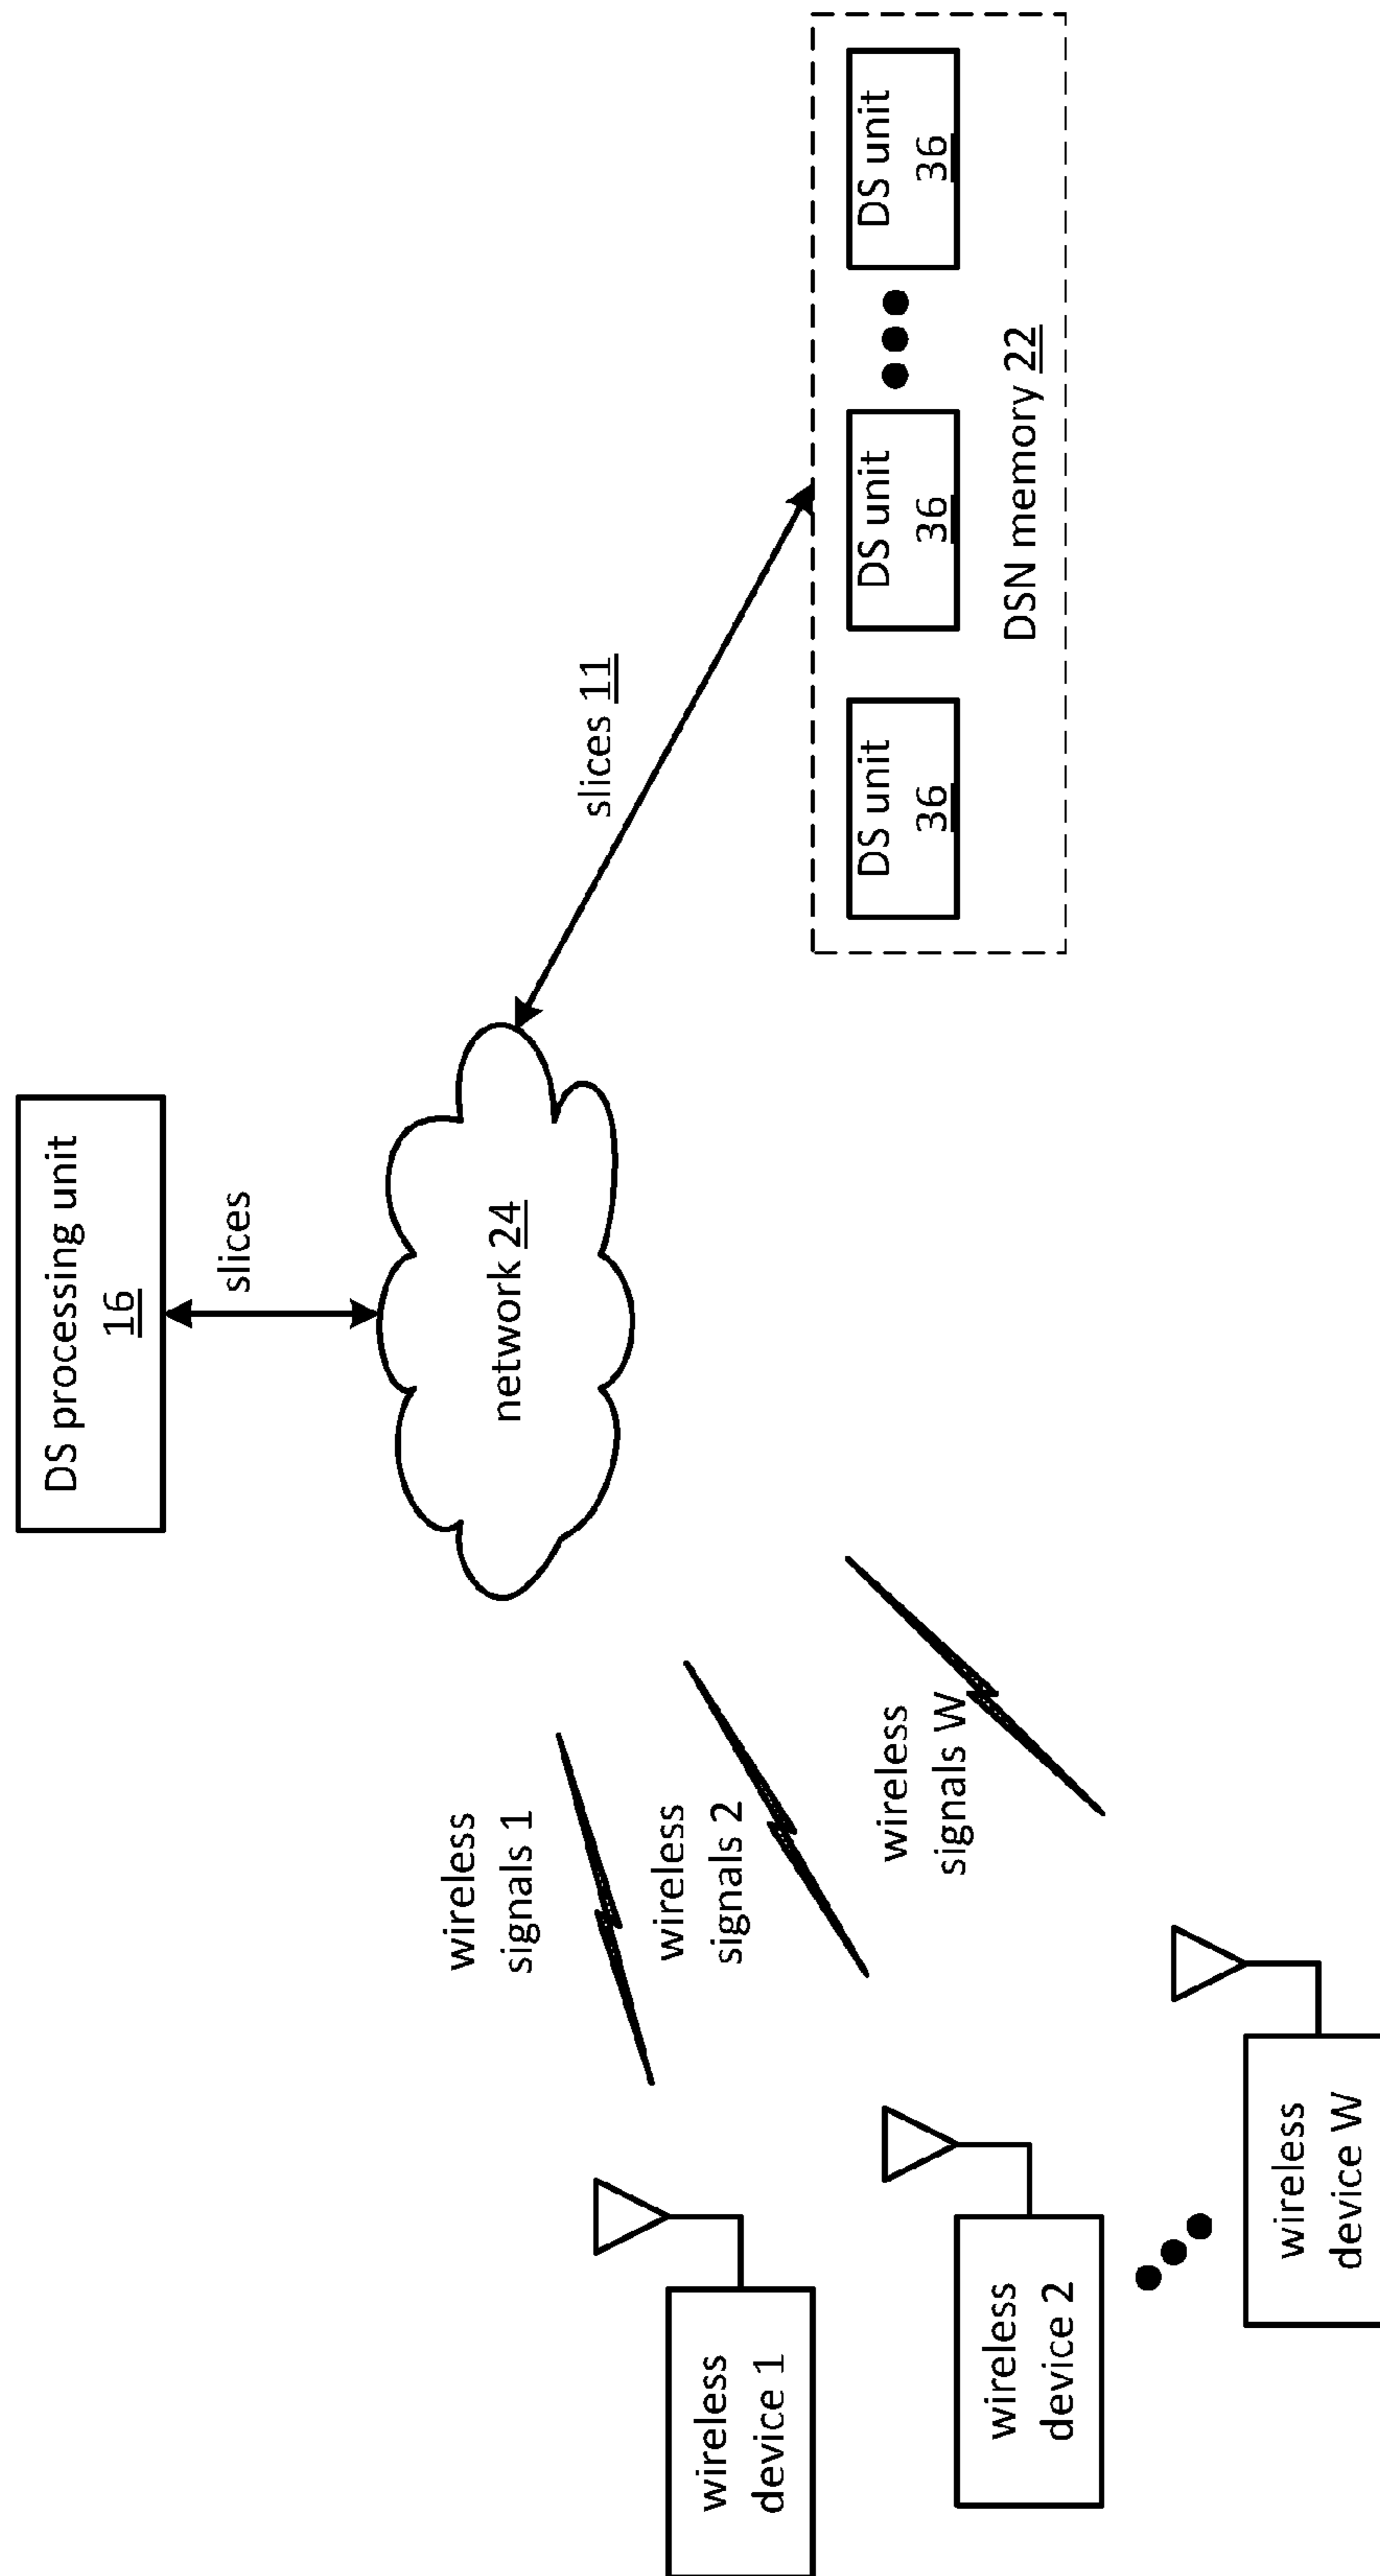 DS processing unit
16
slices
network 24
slices 11
wireless
signals 1
wireless
signals 2
wireless
signals W
wireless
device 1
wireless
device 2
wireless
device W
DS unit
36
DS unit
36
DS unit
36
DSN memory 22